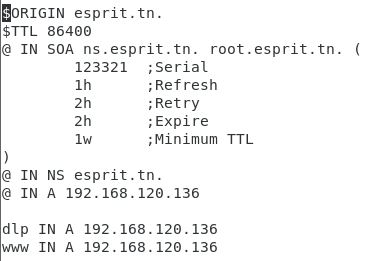 $ORIGIN esprit.tn.
$TTL 86400
@ IN SOA ns.esprit.tn. root.esprit.tn. (
        123321  ;Serial
        1h      ;Refresh
        2h      ;Retry
        2h      ;Expire
        1w      ;Minimum TTL
)
@ IN NS esprit.tn.
@ IN A 192.168.120.136

dlp IN A 192.168.120.136
www IN A 192.168.120.136